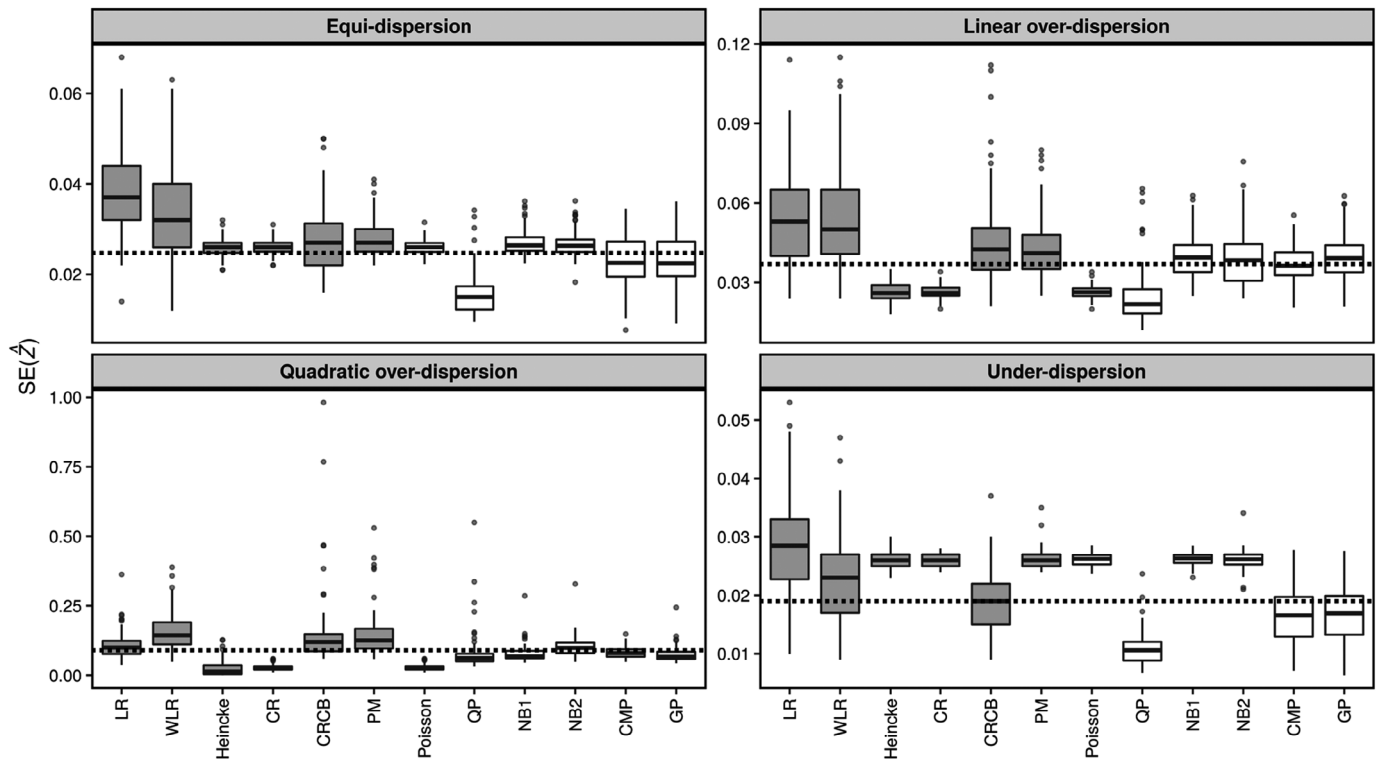 Equi-dispersion
Linear over-dispersion
0.06
0.04
0.02
0.12
0.09
0.06
0.03
SE(Ẑ)
Quadratic over-dispersion
Under-dispersion
1.00
0.75
0.50
0.25
0.00
0.05
0.04
0.03
0.02
0.01
LR WLR Heincke CR CRCB PM Poisson QP NB1 NB2 CMP GP
LR WLR Heincke CR CRCB PM Poisson QP NB1 NB2 CMP GP